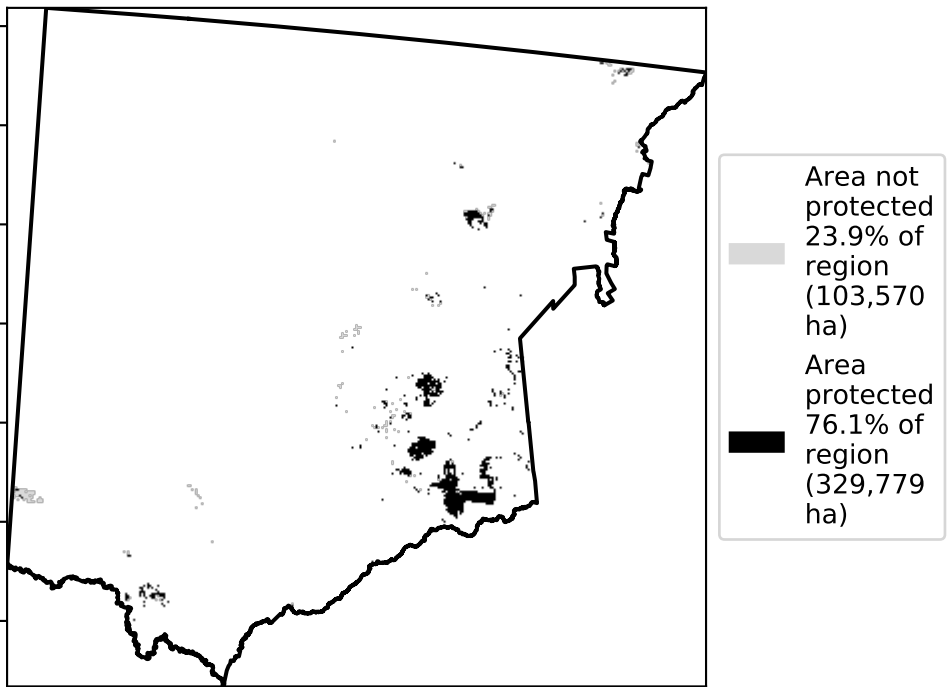 Area not
protected
23.9% of
region
(103,570
ha)
Area
protected
76.1% of
region
(329,779
ha)